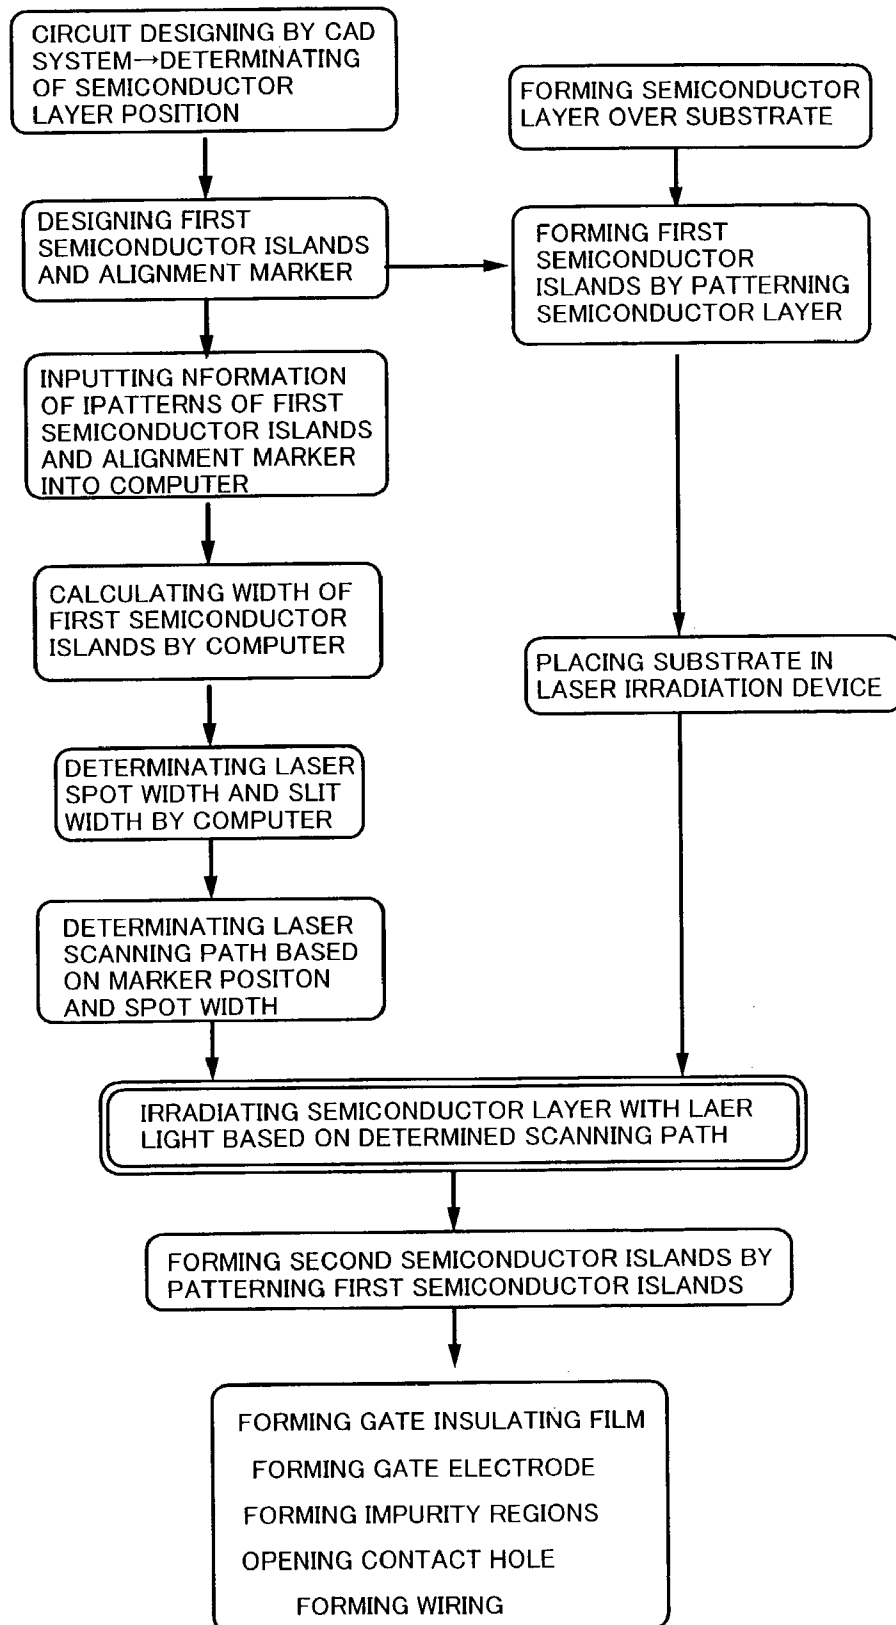 CIRCUIT DESIGNING BY CAD
SYSTEM→DETERMINATING
OF SEMICONDUCTOR
LAYER POSITION
FORMING SEMICONDUCTOR
LAYER OVER SUBSTRATE
DESIGNING FIRST
SEMICONDUCTOR ISLANDS
AND ALIGNMENT MARKER
FORMING FIRST
SEMICONDUCTOR
ISLANDS BY PATTERNING
SEMICONDUCTOR LAYER
INPUTTING NFORMATION
OF IPATTERNS OF FIRST
SEMICONDUCTOR ISLANDS
AND ALIGNMENT MARKER
INTO COMPUTER
CALCULATING WIDTH OF
FIRST SEMICONDUCTOR
ISLANDS BY COMPUTER
PLACING SUBSTRATE IN
LASER IRRADIATION DEVICE
DETERMINATING LASER
SPOT WIDTH AND SLIT
WIDTH BY COMPUTER
DETERMINATING LASER
SCANNING PATH BASED
ON MARKER POSITON
AND SPOT WIDTH
IRRADIATING SEMICONDUCTOR LAYER WITH LAER
LIGHT BASED ON DETERMINED SCANNING PATH
FORMING SECOND SEMICONDUCTOR ISLANDS BY
PATTERNING FIRST SEMICONDUCTOR ISLANDS
FORMING GATE INSULATING FILM
FORMING GATE ELECTRODE
FORMING IMPURITY REGIONS
OPENING CONTACT HOLE
FORMING WIRING